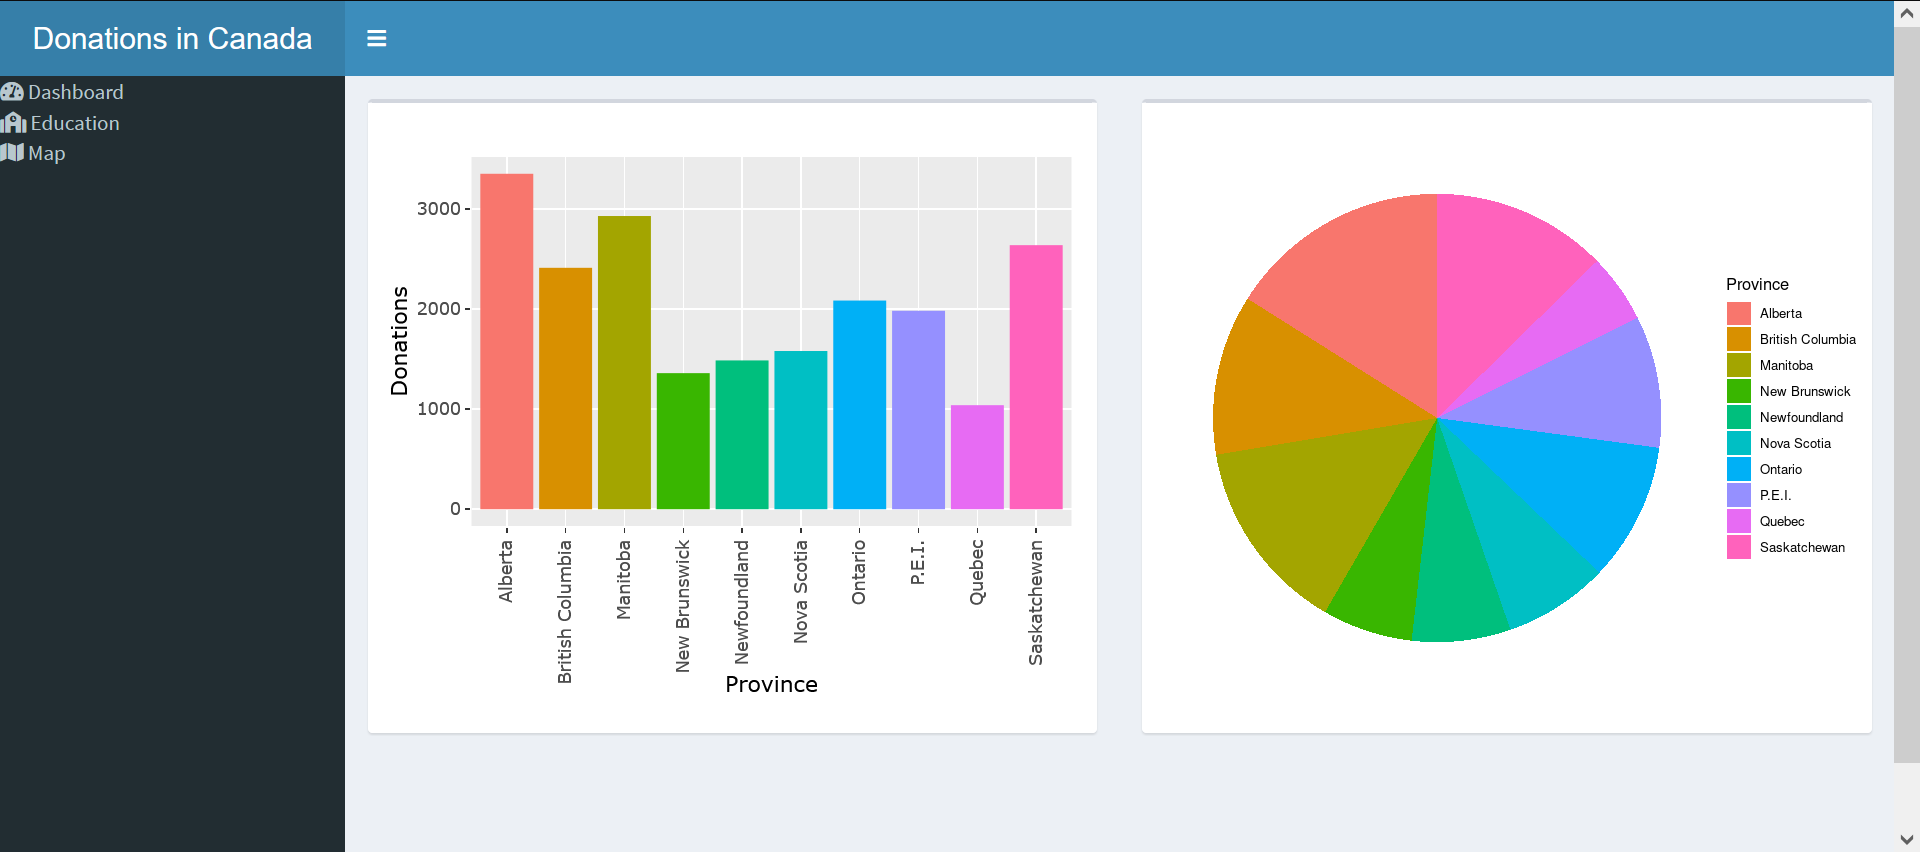 Donations in Canada
Dashboard
Education
Map
Donations
3000
2000
1000
0
Alberta
British Columbia
Manitoba
New Brunswick
Newfoundland
Nova Scotia
Ontario
P.E.I.
Quebec
Saskatchewan
Province
Province
Alberta
British Columbia
Manitoba
New Brunswick
Newfoundland
Nova Scotia
Ontario
P.E.I.
Quebec
Saskatchewan